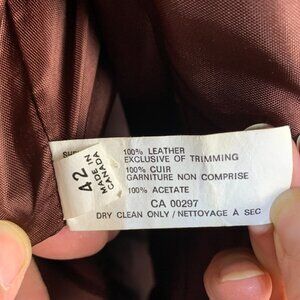 42
MADE IN
CANADA
100% LEATHER
EXCLUSIVE OF TRIMMING
100% CUIR
GARNITURE NON COMPRISE
100% ACETATE
CA 00297
DRY CLEAN ONLY / NETTOYAGE À SEC